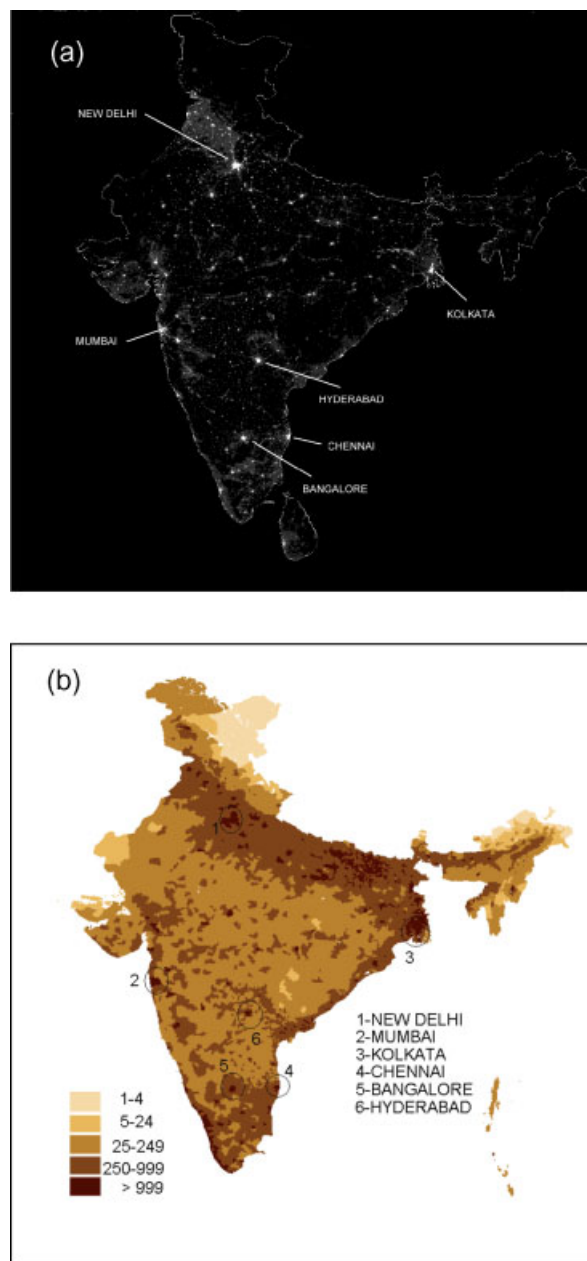 (a)
NEW DELHI
KOLKATA
MUMBAI
HYDERABAD
CHENNAI
BANGALORE
(b)
1
3
2
1-NEW DELHI
2-MUMBAI
3-KOLKATA
4-CHENNAI
5-BANGALORE
6-HYDERABAD
6
5
4
1-4
5-24
25-249
250-999
> 999